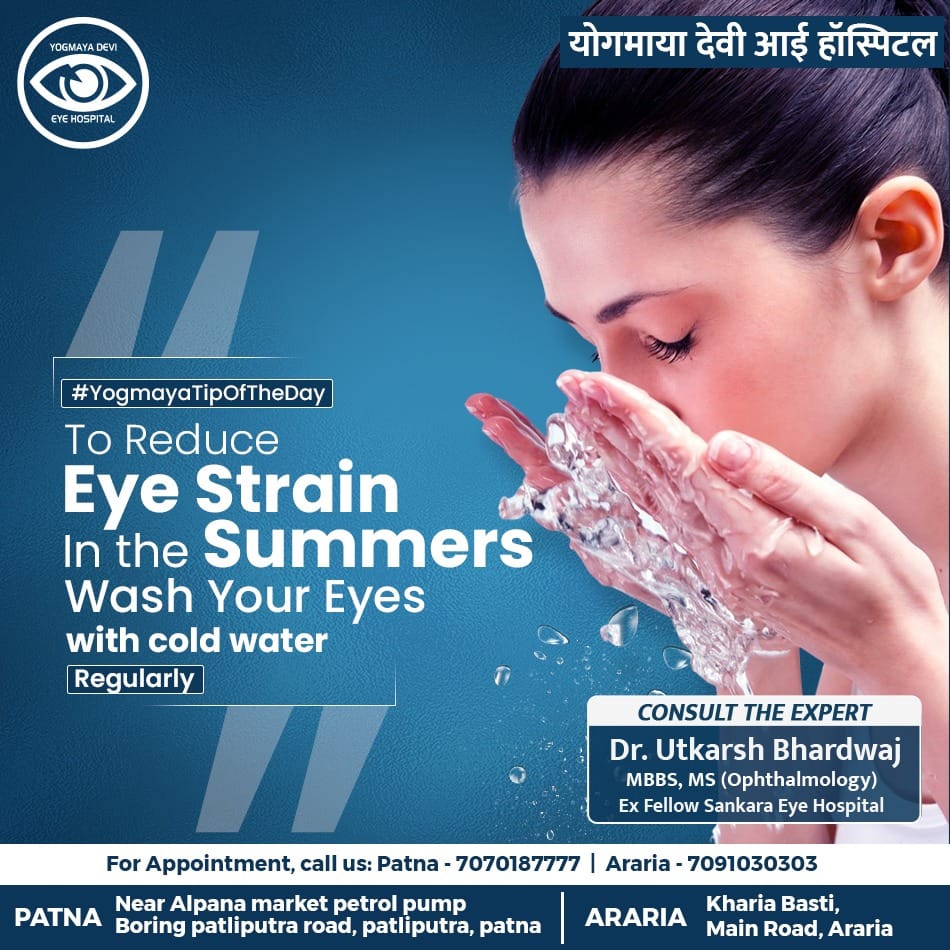 YOGMAYA DEVI
EYE HOSPITAL
योगमाया देवी आई हॉस्पिटल
#YogmayaTipOfTheDay
To Reduce
Eye Strain
In the Summers
Wash Your Eyes
with cold water
Regularly
CONSULT THE EXPERT
Dr. Utkarsh Bhardwaj
MBBS, MS (Ophthalmology)
Ex Fellow Sankara Eye Hospital
For Appointment, call us: Patna - 7070187777 | Araria - 7091030303
PATNA
Near Alpana market petrol pump
Boring patliputra road, patliputra, patna
ARARIA
Kharia Basti,
Main Road, Araria